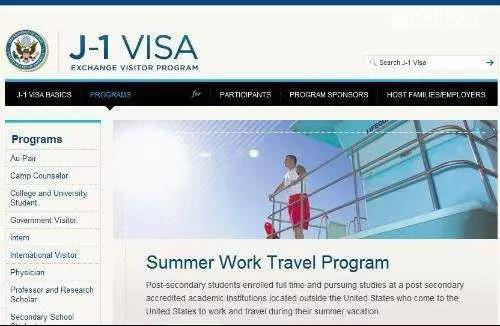 J-1 VISA
EXCHANGE VISITOR PROGRAM
Search J-1 Visa
J-1 VISA BASICS
PROGRAMS
for
PARTICIPANTS
PROGRAM SPONSORS
HOST FAMILIES/EMPLOYERS
Programs
Au Pair
Camp Counselor
College and University
Student
Government Visitor
Intern
International Visitor
Physician
Professor and Research
Scholar
Secondary School
Summer Work Travel Program
Post-secondary students enrolled full time and pursuing studies at a post secondary
accredited academic institutions located outside the United States who come to the
United States to work and travel during their summer vacation.